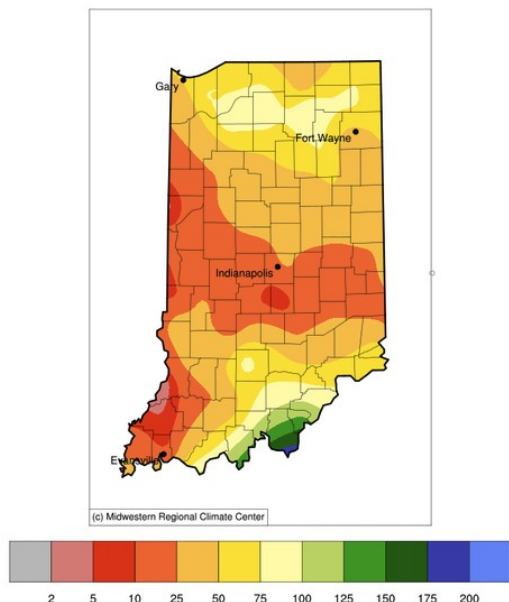 Gary
Fort Wayne
Indianapolis
Evansville
(c) Midwestern Regional Climate Center
2 5 10 25 50 75 100 125 150 175 200